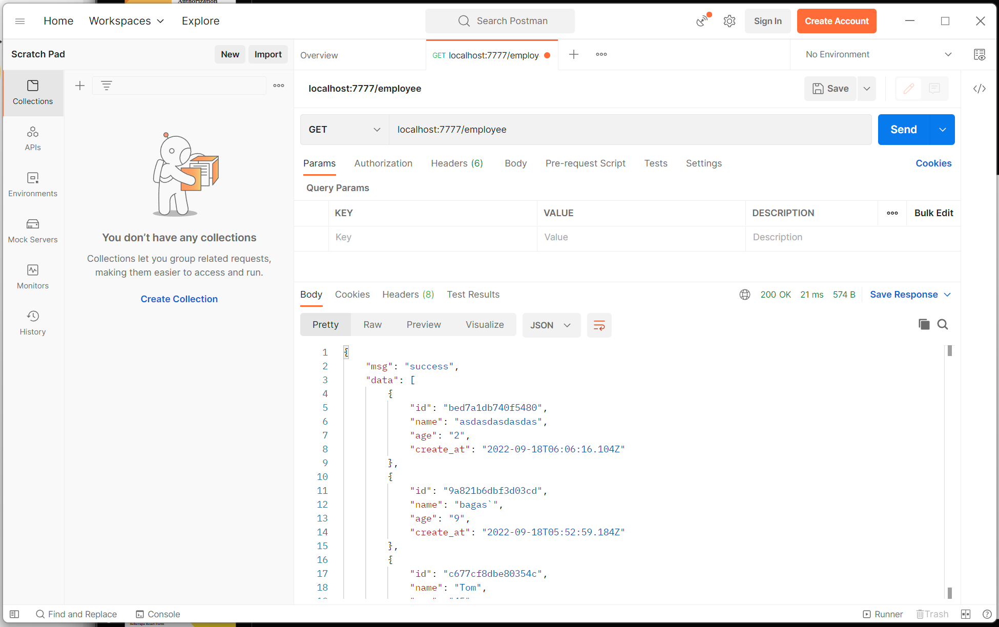 Authorization
Home Workspaces Explore Search Postman Sign In Create Account
Scratch Pad New Import
Overview GET localhost:7777/employ No Environment
localhost:7777/employee Save
GET localhost:7777/employee Send
Params Authorization Headers (6) Body Pre-request Script Tests Settings Cookies
Query Params
KEY VALUE DESCRIPTION Bulk Edit
Key Value Description
Collections
APIs
Environments
Mock Servers
Monitors
History
You don’t have any collections
Collections let you group related requests,
making them easier to access and run.
Create Collection
Body Cookies Headers (8) Test Results 200 OK 21 ms 574 B Save Response
Pretty Raw Preview Visualize JSON
1 {
2 "msg": "success",
3 "data": [
4 {
5 "id": "bed7a1db740f5480",
6 "name": "asdasdasdasdas",
7 "age": "2",
8 "create_at": "2022-09-18T06:06:16.104Z"
9 },
10 {
11 "id": "9a821b6dbf3d03cd",
12 "name": "bagas`",
13 "age": "9",
14 "create_at": "2022-09-18T05:52:59.184Z"
15 },
16 {
17 "id": "c677cf8dbe80354c",
18 "name": "Tom",
Find and Replace Console Runner Trash
Beberapa React Form